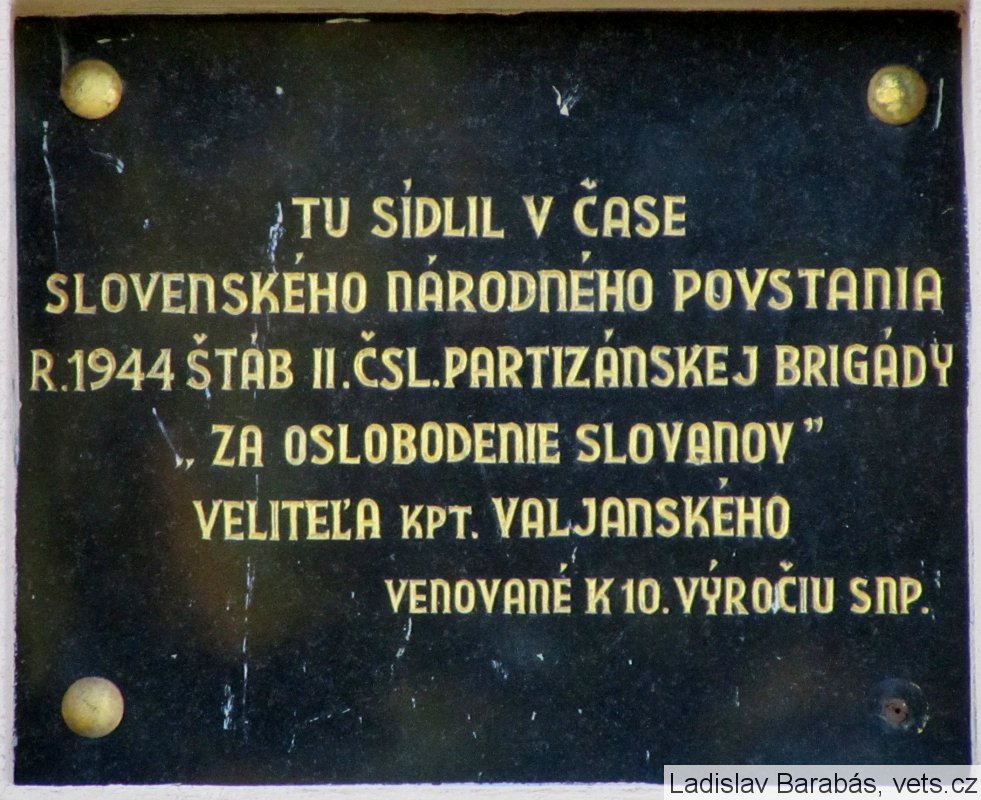 TU SÍDLIL V ČASE
SLOVENSKÉHO NÁRODNÉHO POVSTANIA
R.1944 ŠTÁB II.ČSL.PARTIZÁNSKEJ BRIGÁDY
„ZA OSLOBODENIE SLOVANOV”
VELITEĽA KPT. VALJANSKÉHO
VENOVANÉ K 10. VÝROČIU SNP.
Ladislav Barabás, vets.cz